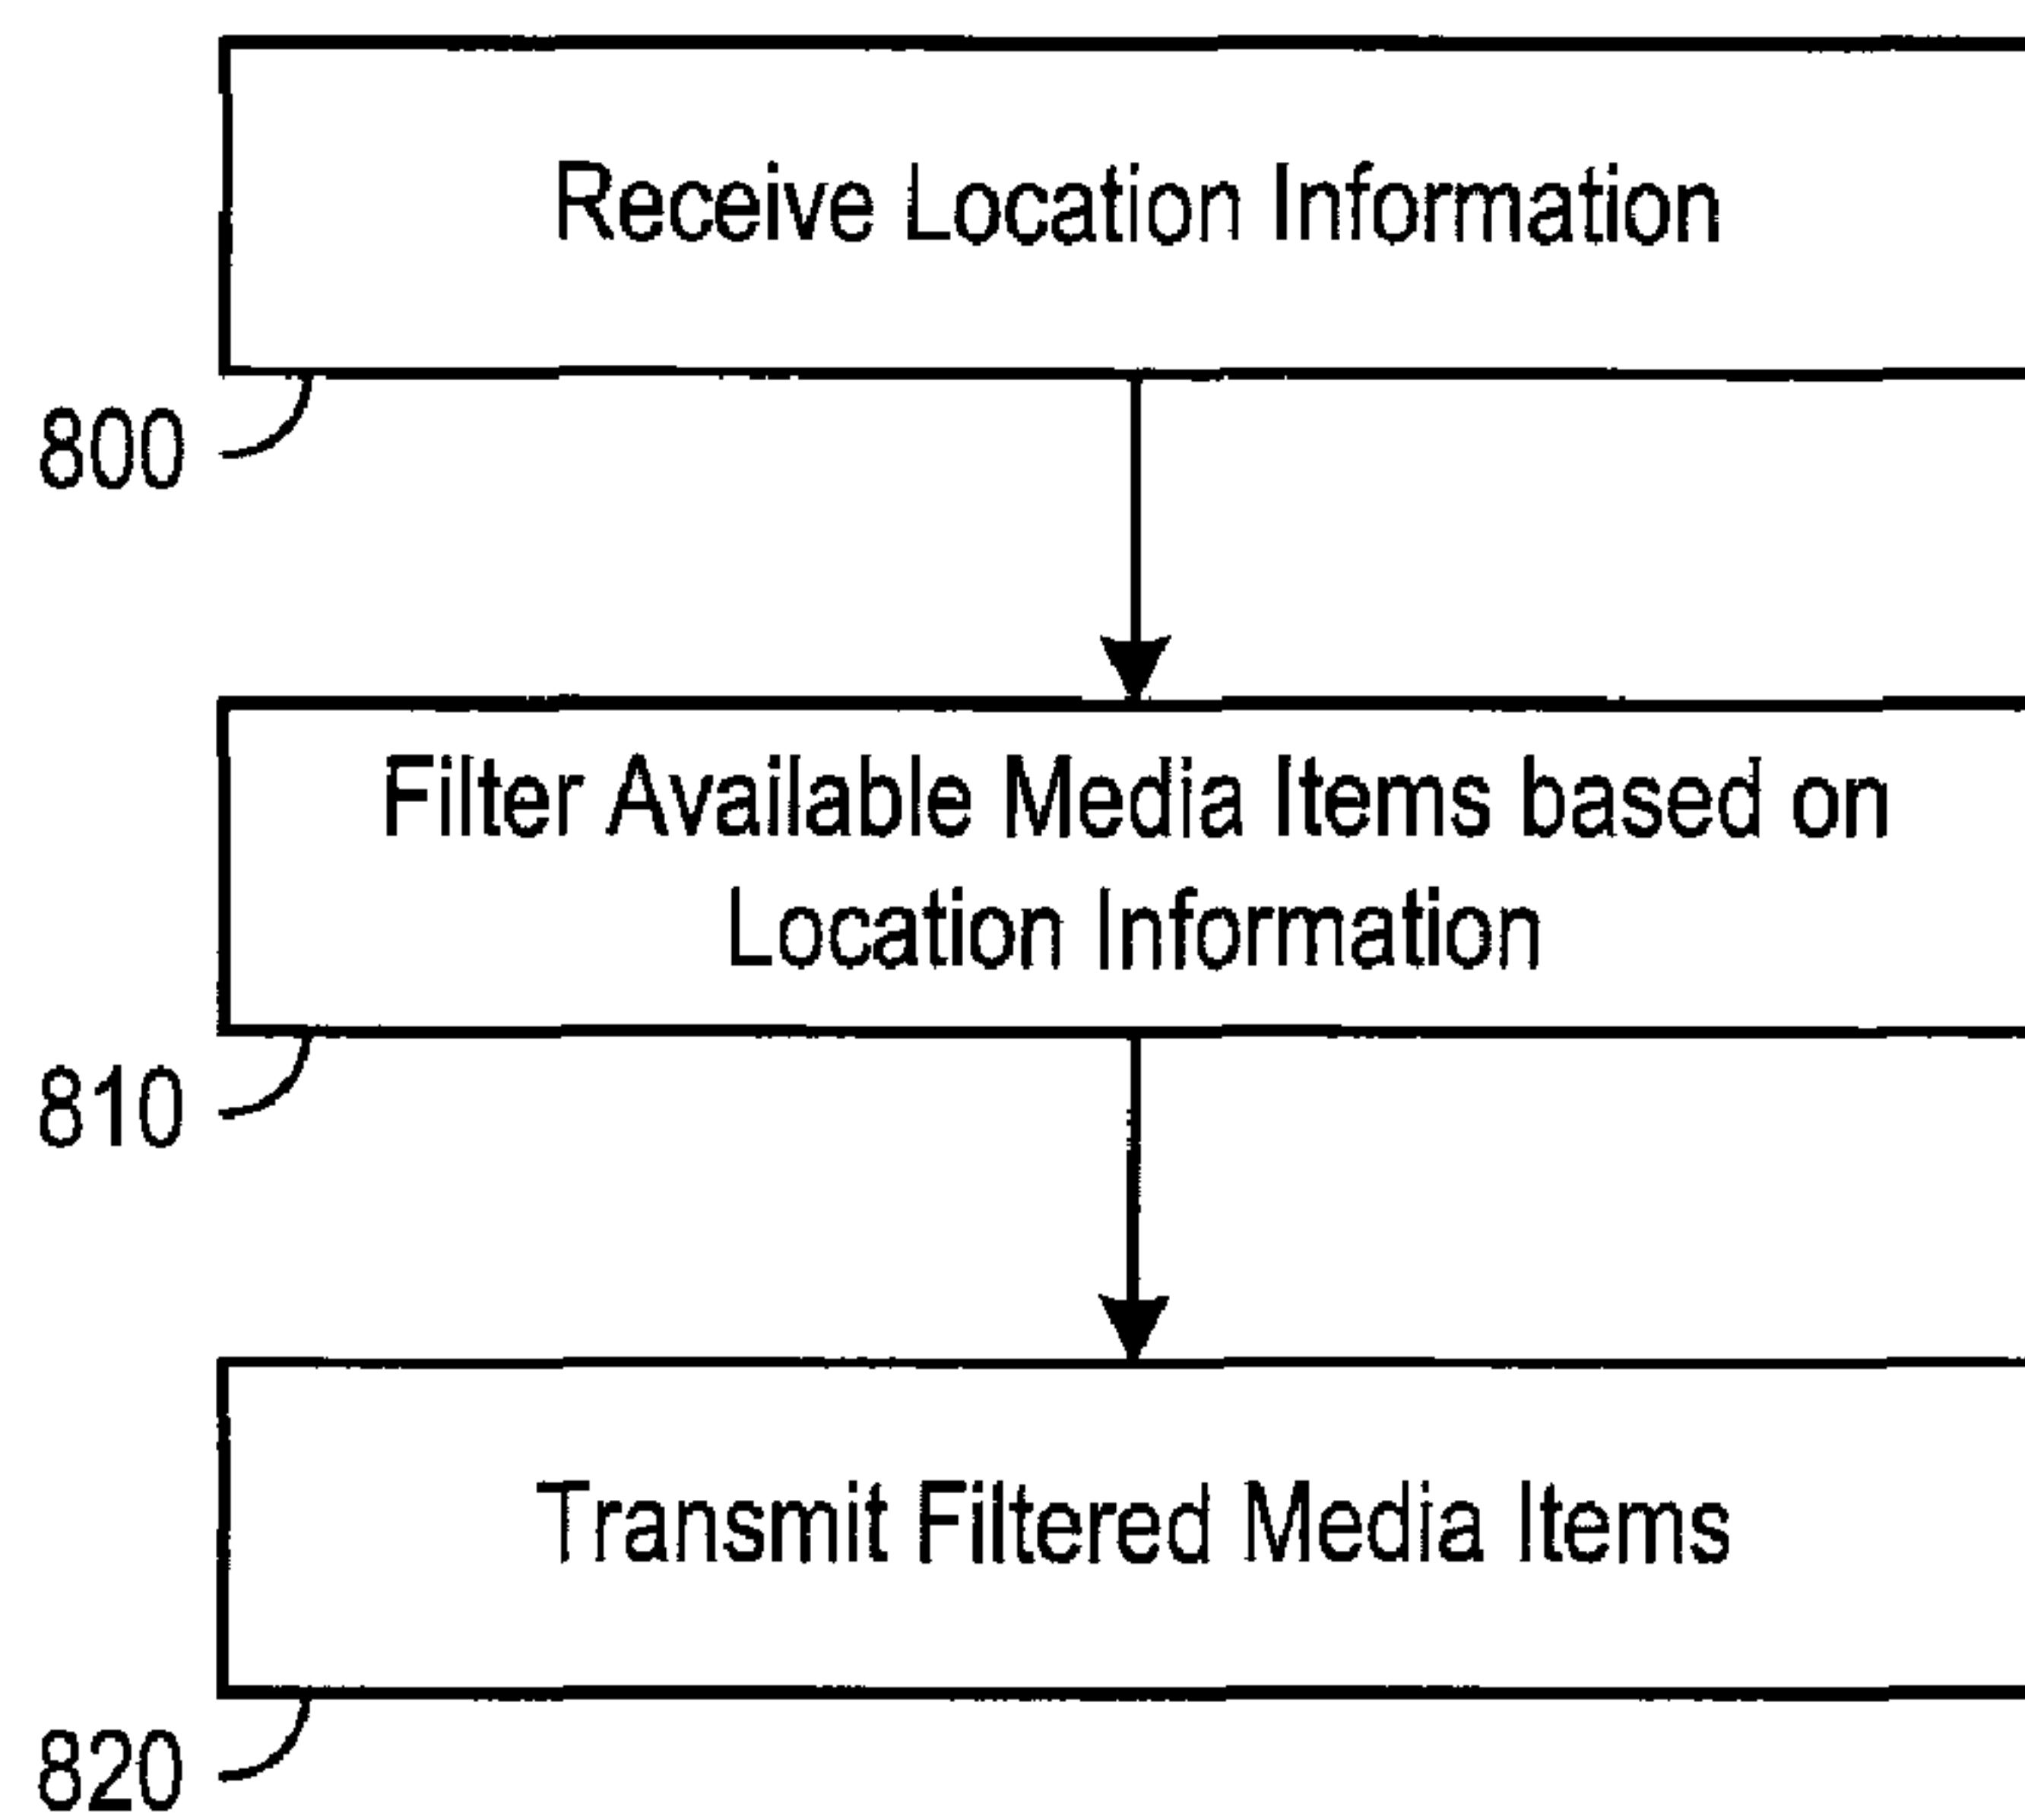 Receive Location Information
800
Filter Available Media Items based on
Location Information
810
Transmit Filtered Media Items
820